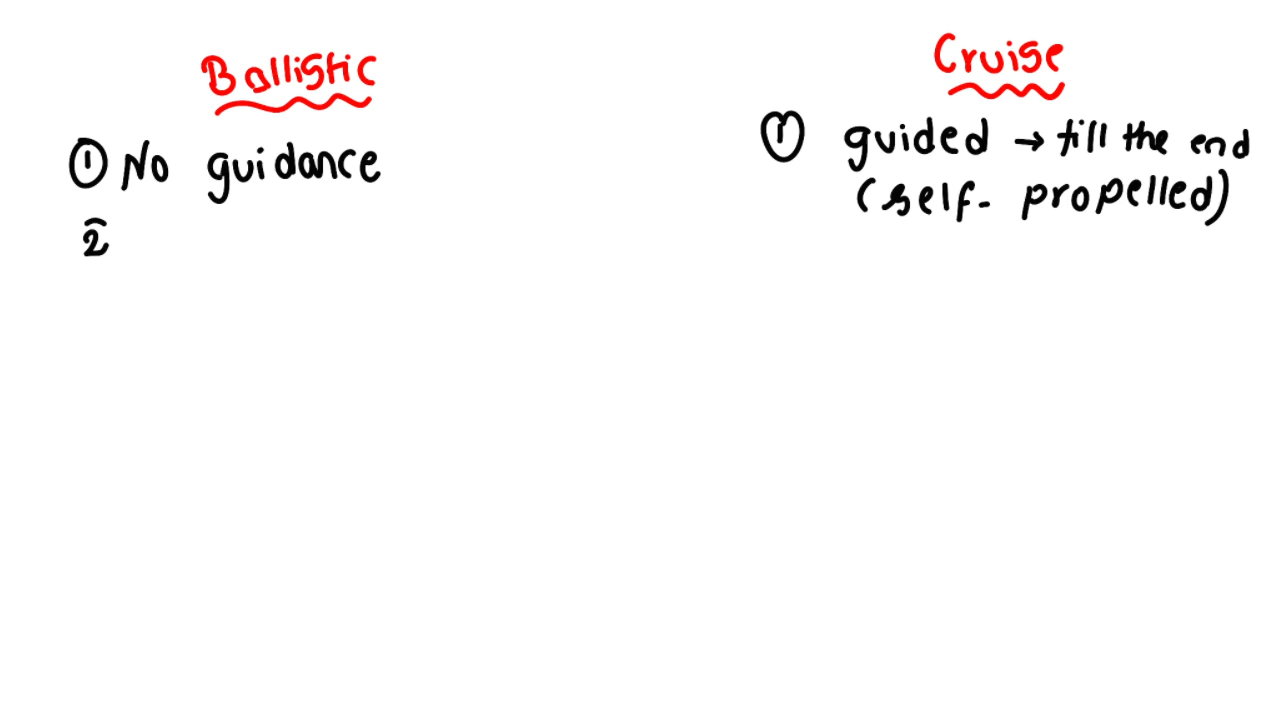 Ballistic
① No guidance
2
Cruise
① guided → till the end
(self- propelled)